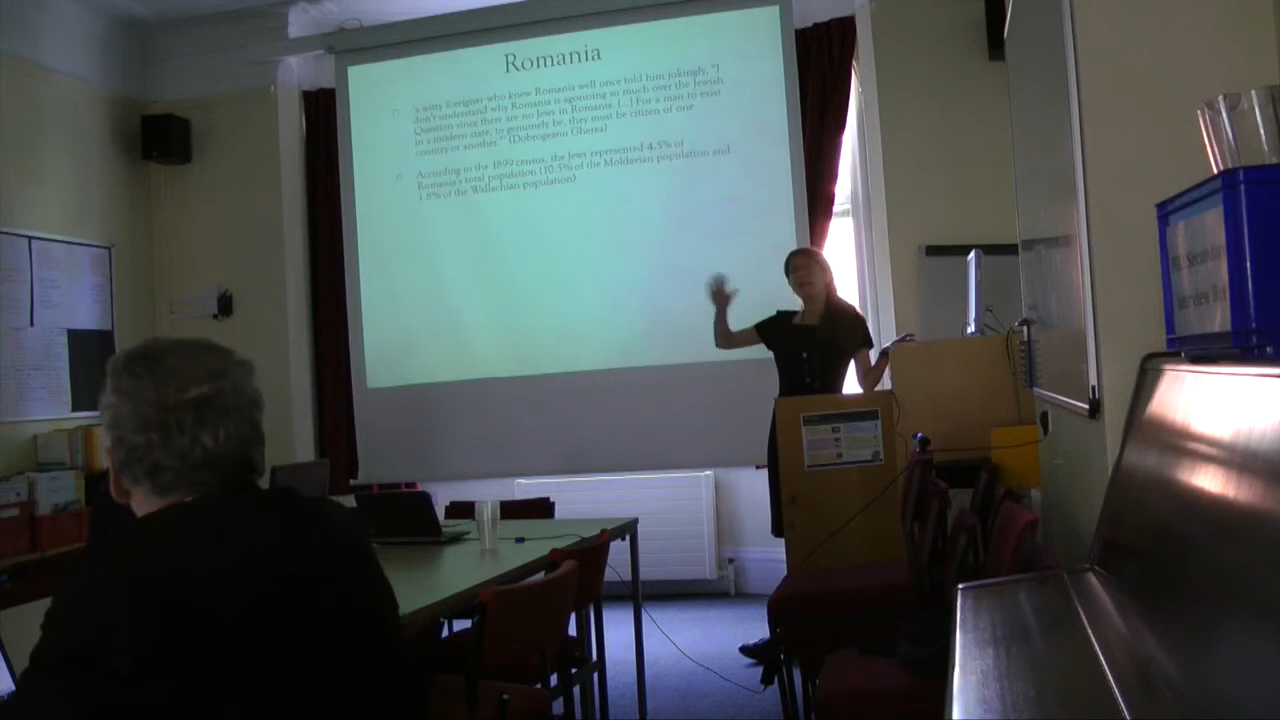 Romania
'a witty foreigner who knew Romania well once told him jokingly, "I
don't understand why Romania is agonizing so much over the Jewish
Question since there are no Jews in Romania. [...] For a man to exist
in a modern state, to genuinely be, they must be citizen of one
country or another."' (Dobrogeanu Gherea)
According to the 1899 census, the Jews represented 4.5% of
Romania's total population (10.5% of the Moldavian population and
1.8% of the Wallachian population)
Secondary
Interview Box